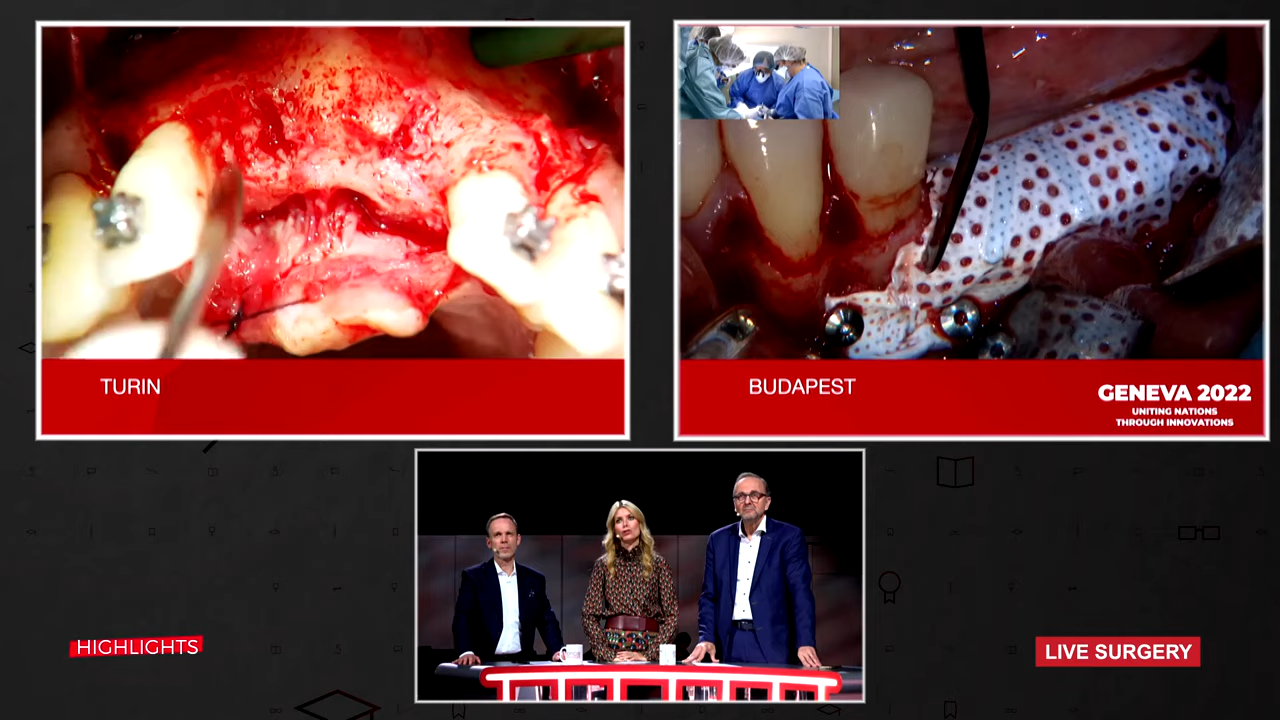 TURIN
BUDAPEST
GENEVA 2022
UNITING NATIONS
THROUGH INNOVATIONS
HIGHLIGHTS
LIVE SURGERY